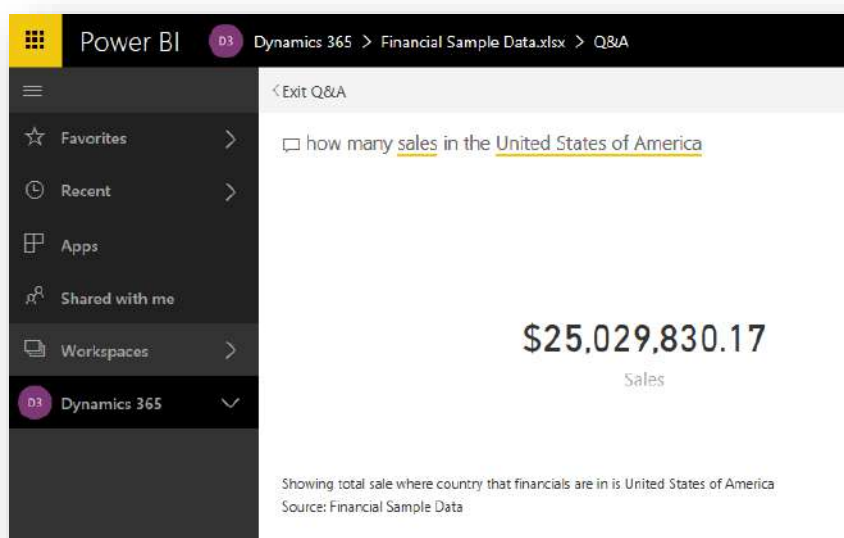 Power BI D3 Dynamics 365 > Financial Sample Data.xlsx > Q&A
<Exit Q&A
Favorites
how many sales in the United States of America
Recent
Apps
Shared with me
$25,029,830.17
Workspaces
Sales
D3 Dynamics 365
Showing total sale where country that financials are in is United States of America
Source: Financial Sample Data